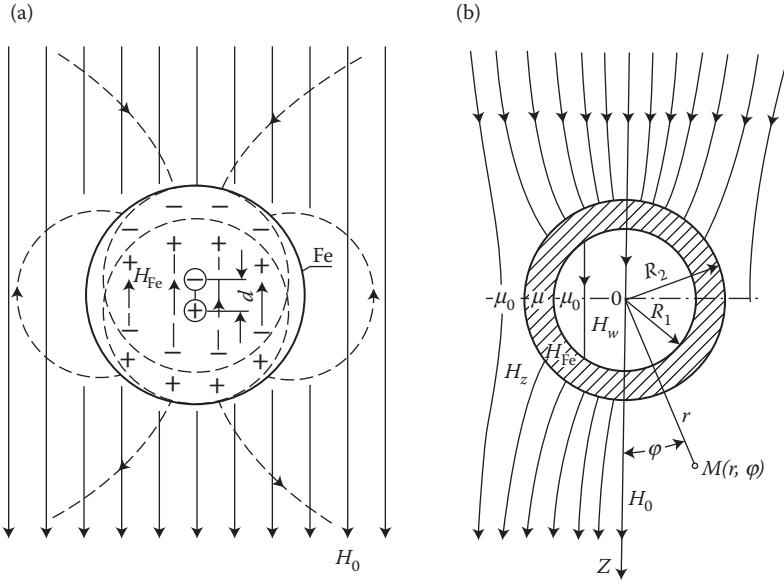 (a)
Fe
H_Fe
d
H_0
(b)
R_2
μ_0 μ μ_0 0
R_1
H_w
H_Fe
H_z
r
φ
M(r, φ)
H_0
Z